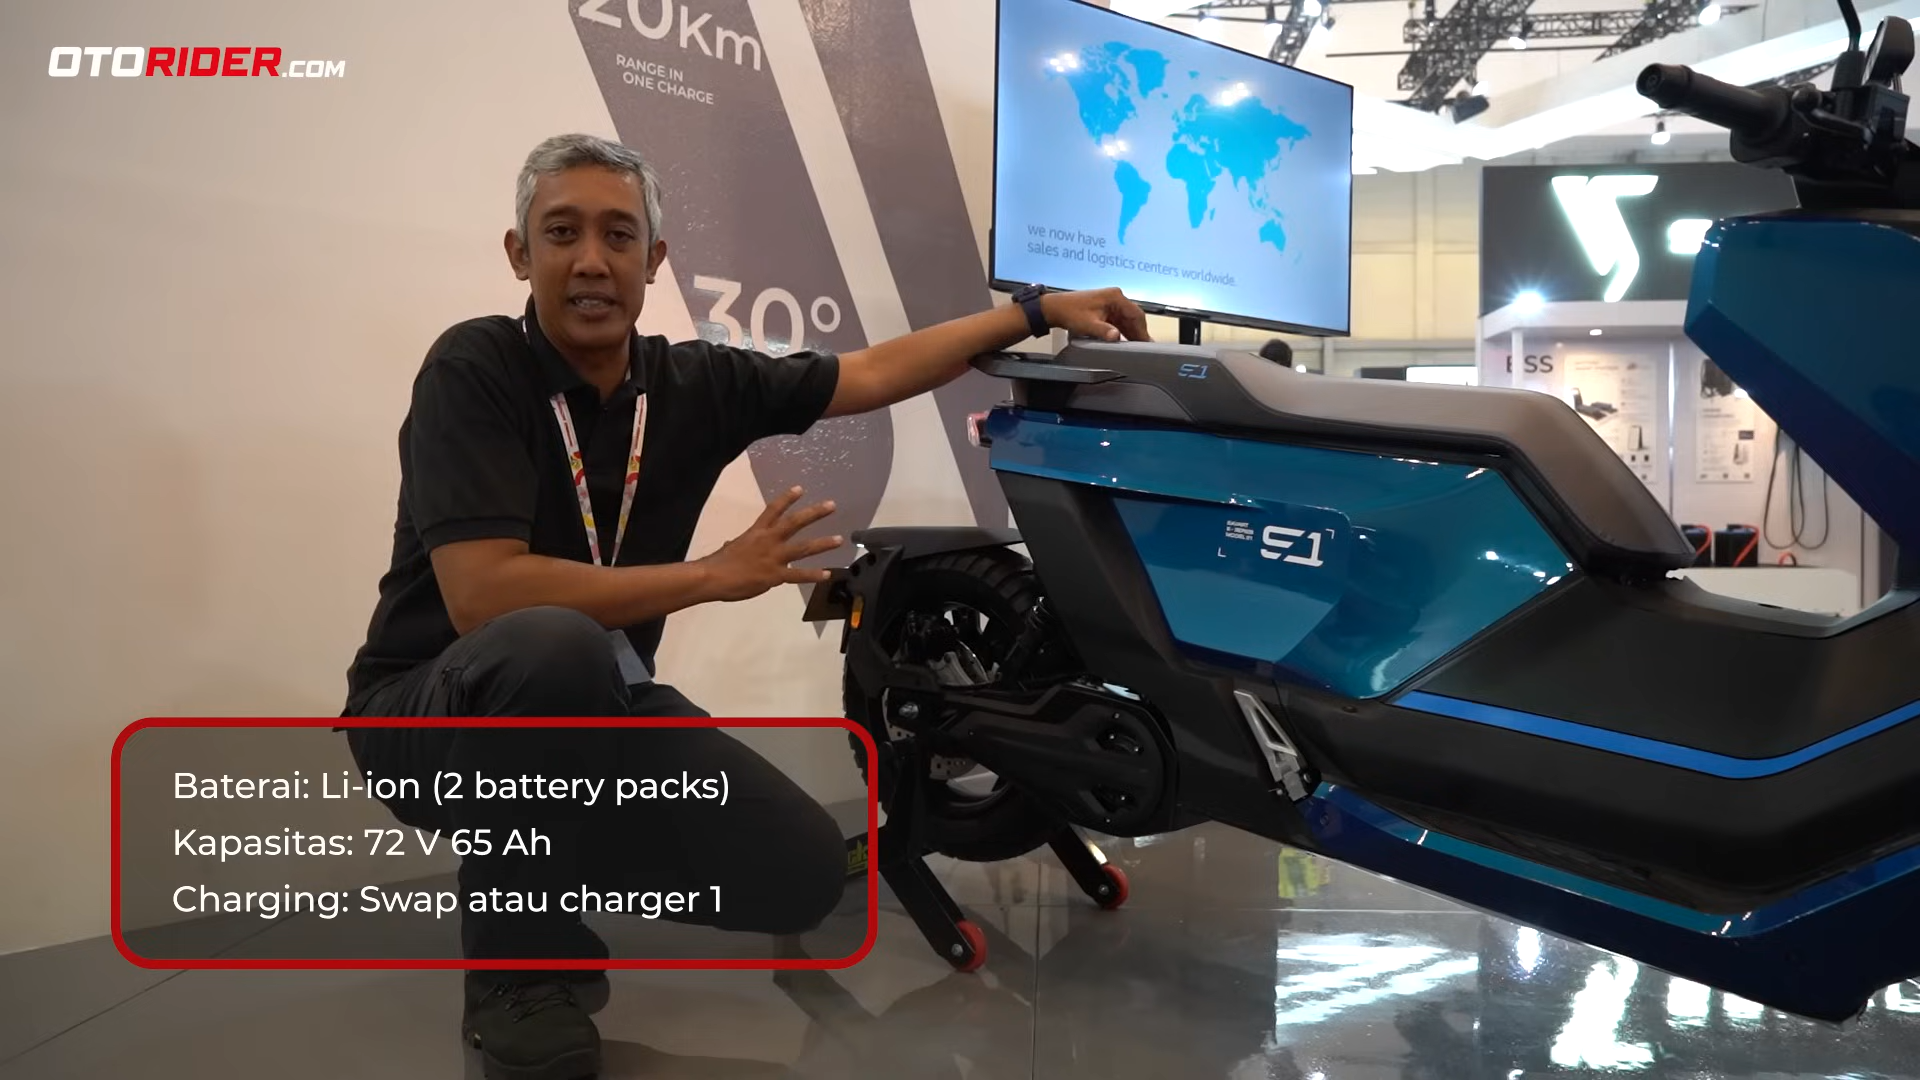 OTORIDER.COM
20Km
RANGE IN
ONE CHARGE
30°
we now have
sales and logistics centers worldwide.
ESS
S1
S1
Baterai: Li-ion (2 battery packs)
Kapasitas: 72 V 65 Ah
Charging: Swap atau charger 1